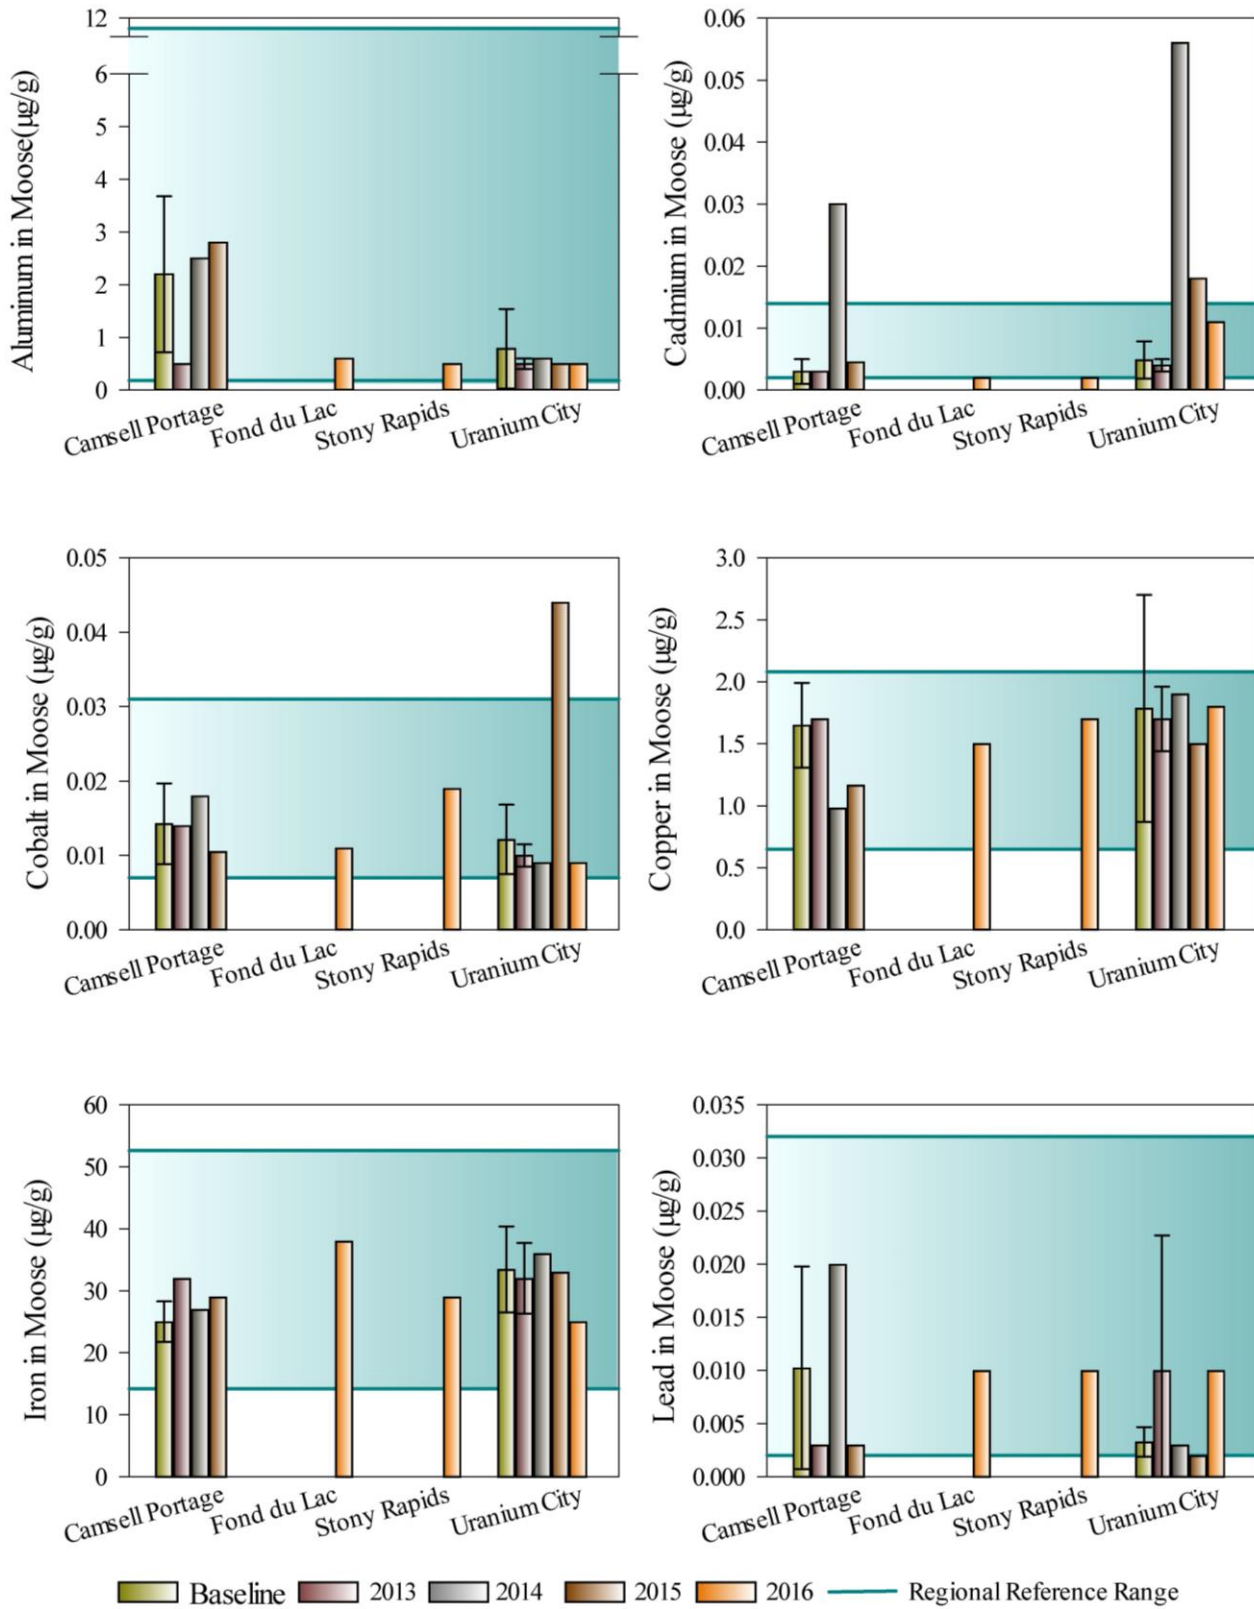 Aluminum in Moose(µg/g)
12
6
5
4
3
2
1
0
Camsell Portage
Fond du Lac
Stony Rapids
Uranium City
Cadmium in Moose (µg/g)
0.06
0.05
0.04
0.03
0.02
0.01
0.00
Camsell Portage
Fond du Lac
Stony Rapids
Uranium City
Cobalt in Moose (µg/g)
0.05
0.04
0.03
0.02
0.01
0.00
Camsell Portage
Fond du Lac
Stony Rapids
Uranium City
Copper in Moose (µg/g)
3.0
2.5
2.0
1.5
1.0
0.5
0.0
Camsell Portage
Fond du Lac
Stony Rapids
Uranium City
Iron in Moose (µg/g)
60
50
40
30
20
10
0
Camsell Portage
Fond du Lac
Stony Rapids
Uranium City
Lead in Moose (µg/g)
0.035
0.030
0.025
0.020
0.015
0.010
0.005
0.000
Camsell Portage
Fond du Lac
Stony Rapids
Uranium City
Baseline 2013 2014 2015 2016 Regional Reference Range